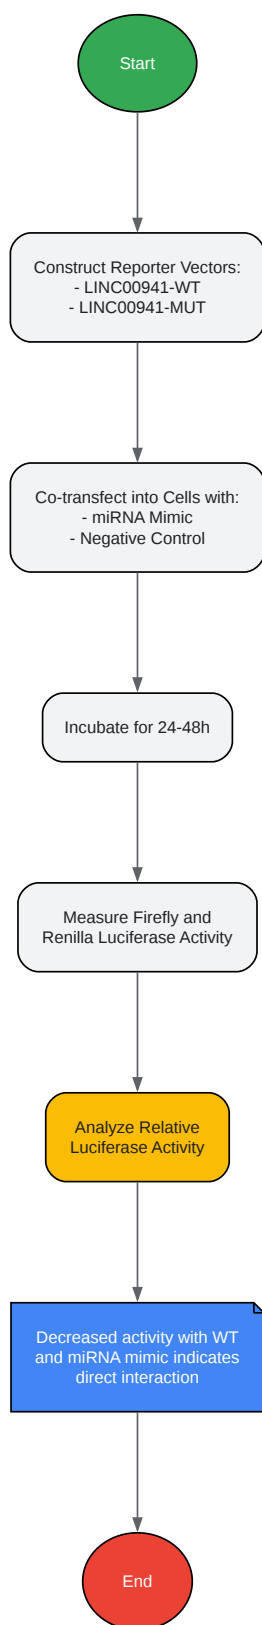 Start
Construct Reporter Vectors:
- LINC00941-WT
- LINC00941-MUT
Co-transfect into Cells with:
- miRNA Mimic
- Negative Control
Incubate for 24-48h
Measure Firefly and
Renilla Luciferase Activity
Analyze Relative
Luciferase Activity
Decreased activity with WT
and miRNA mimic indicates
direct interaction
End